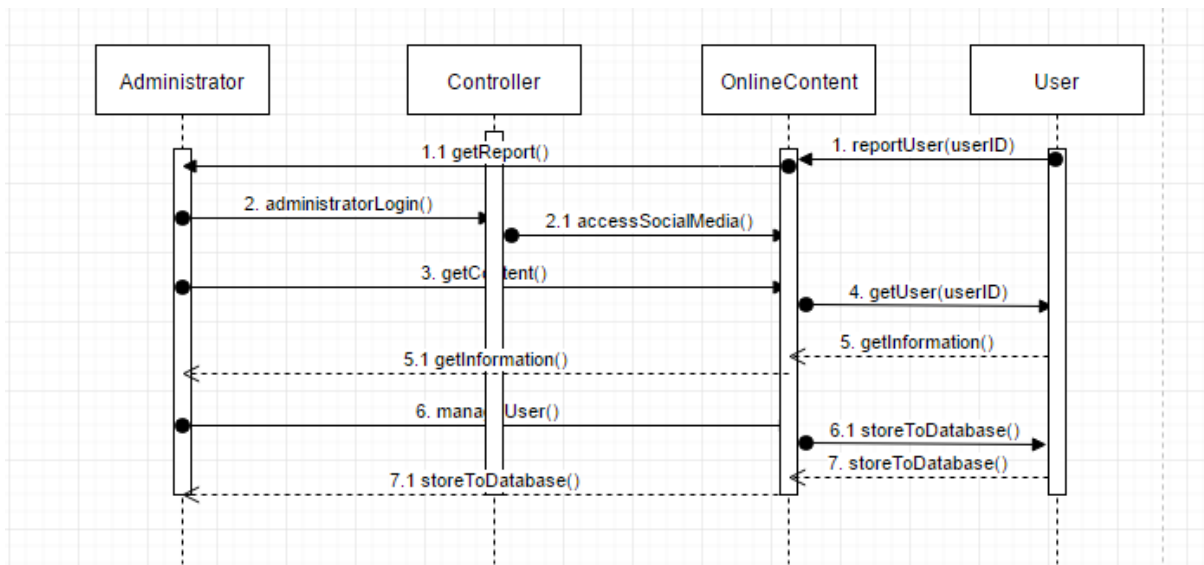 Administrator
Controller
OnlineContent
User
1. reportUser(userID)
1.1 getReport()
2. administratorLogin()
2.1 accessSocialMedia()
3. getContent()
4. getUser(userID)
5. getInformation()
5.1 getInformation()
6. manageUser()
6.1 storeToDatabase()
7. storeToDatabase()
7.1 storeToDatabase()